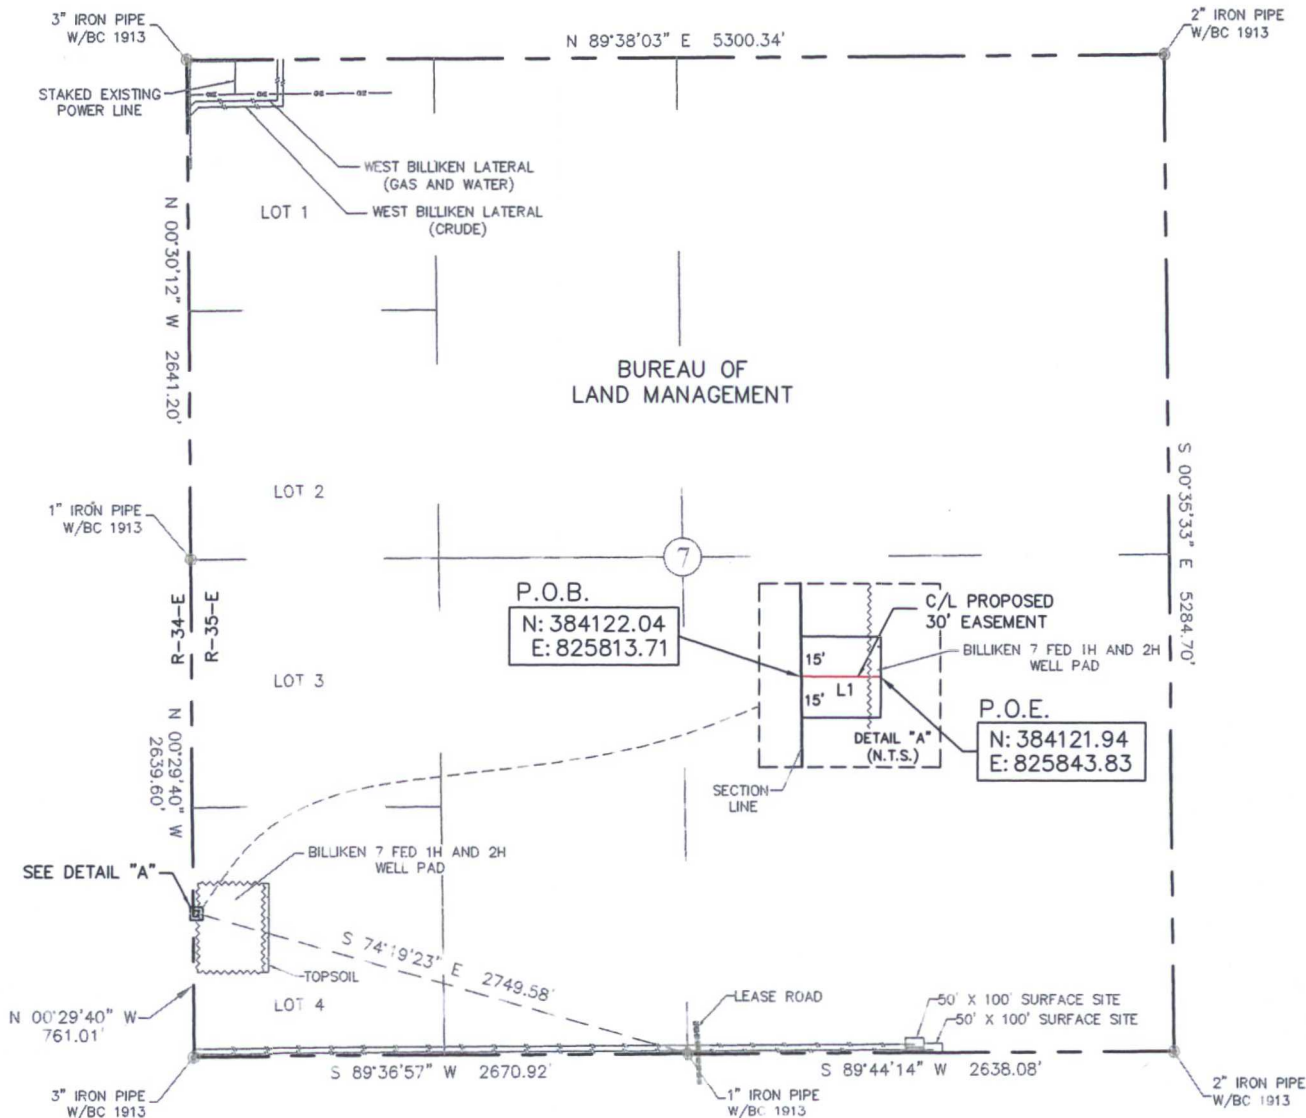 3" IRON PIPE
W/BC 1913
N 89°38'03" E 5300.34'
2" IRON PIPE
W/BC 1913
STAKED EXISTING
POWER LINE
OE OE OE OE
WEST BILLIKEN LATERAL
(GAS AND WATER)
WEST BILLIKEN LATERAL
(CRUDE)
LOT 1
N 00°30'12" W 2641.20'
BUREAU OF
LAND MANAGEMENT
S 00°35'33" E 5284.70'
LOT 2
1" IRON PIPE
W/BC 1913
7
R-34-E
R-35-E
P.O.B.
N: 384122.04
E: 825813.71
C/L PROPOSED
30' EASEMENT
BILLIKEN 7 FED 1H AND 2H
WELL PAD
15'
L1
15'
P.O.E.
N: 384121.94
E: 825843.83
DETAIL "A"
(N.T.S.)
SECTION
LINE
LOT 3
N 00°29'40" W
2639.60'
BILLIKEN 7 FED 1H AND 2H
WELL PAD
SEE DETAIL "A"
S 74°19'23" E 2749.58'
TOPSOIL
LOT 4
LEASE ROAD
50' X 100' SURFACE SITE
50' X 100' SURFACE SITE
N 00°29'40" W
761.01'
S 89°36'57" W 2670.92'
S 89°44'14" W 2638.08'
3" IRON PIPE
W/BC 1913
1" IRON PIPE
W/BC 1913
2" IRON PIPE
W/BC 1913